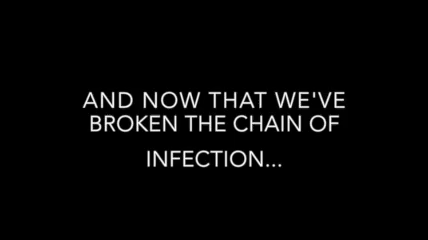 AND NOW THAT WE'VE
BROKEN THE CHAIN OF
INFECTION...